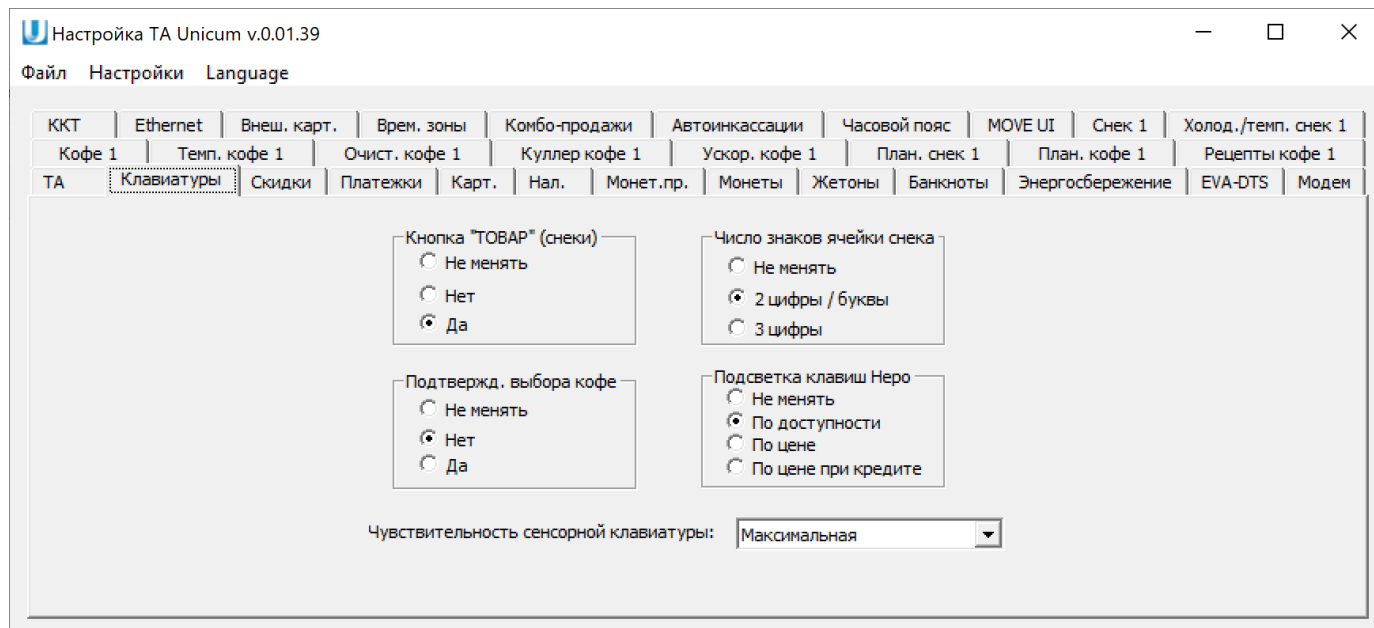 Настройка ТА Unicum v.0.01.39
Файл Настройки Language
ККТ Ethernet Внеш. карт. Врем. зоны Комбо-продажи Автоинкассации Часовой пояс MOVE UI Снек 1 Холод./темп. снек 1
Кофе 1 Темп. кофе 1 Очист. кофе 1 Куллер кофе 1 Ускор. кофе 1 План. снек 1 План. кофе 1 Рецепты кофе 1
ТА Клавиатуры Скидки Платежки Карт. Нал. Монет.пр. Монеты Жетоны Банкноты Энергосбережение EVA-DTS Модем
Кнопка "ТОВАР" (снеки)
Не менять
Нет
Да
Число знаков ячейки снека
Не менять
2 цифры / буквы
3 цифры
Подтвержд. выбора кофе
Не менять
Нет
Да
Подсветка клавиш Неро
Не менять
По доступности
По цене
По цене при кредите
Чувствительность сенсорной клавиатуры: Максимальная